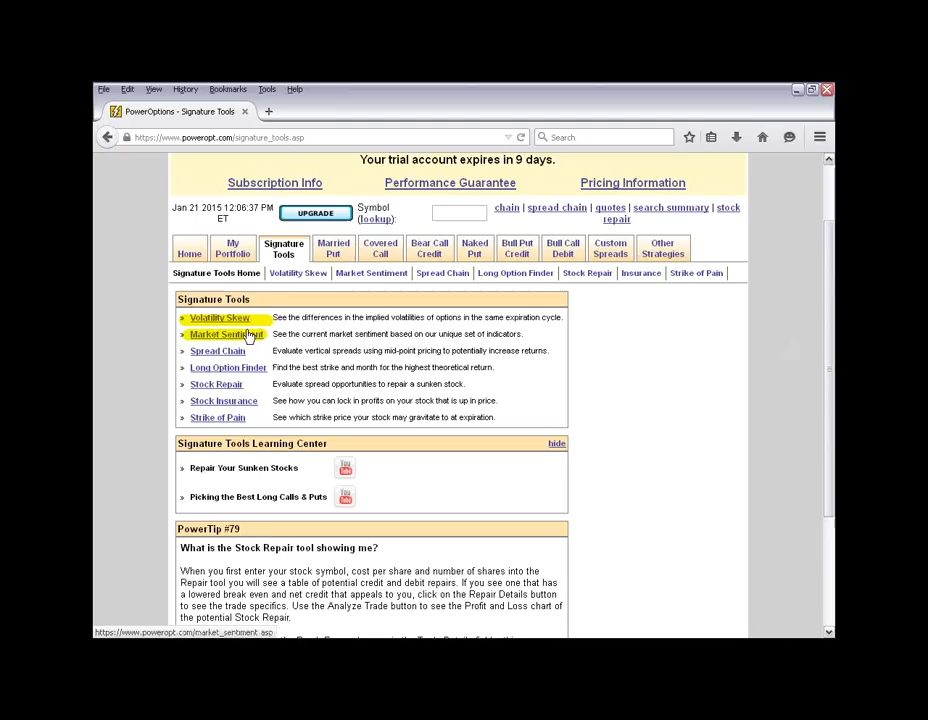 File Edit View History Bookmarks Tools Help
PowerOptions - Signature Tools
https://www.poweropt.com/signature_tools.asp Search
Your trial account expires in 9 days.
Subscription Info Performance Guarantee Pricing Information
Jan 21 2015 12:06:37 PM ET UPGRADE Symbol (lookup): chain | spread chain | quotes | search summary | stock repair
Home My Portfolio Signature Tools Married Put Covered Call Bear Call Credit Naked Put Bull Put Credit Bull Call Debit Custom Spreads Other Strategies
Signature Tools Home | Volatility Skew | Market Sentiment | Spread Chain | Long Option Finder | Stock Repair | Insurance | Strike of Pain |
Signature Tools
» Volatility Skew See the differences in the implied volatilities of options in the same expiration cycle.
» Market Sentiment See the current market sentiment based on our unique set of indicators.
» Spread Chain Evaluate vertical spreads using mid-point pricing to potentially increase returns.
» Long Option Finder Find the best strike and month for the highest theoretical return.
» Stock Repair Evaluate spread opportunities to repair a sunken stock.
» Stock Insurance See how you can lock in profits on your stock that is up in price.
» Strike of Pain See which strike price your stock may gravitate to at expiration.
Signature Tools Learning Center hide
» Repair Your Sunken Stocks You Tube
» Picking the Best Long Calls & Puts You Tube
PowerTip #79
What is the Stock Repair tool showing me?
When you first enter your stock symbol, cost per share and number of shares into the
Repair tool you will see a table of potential credit and debit repairs. If you see one that has
a lowered break even and net credit that appeals to you, click on the Repair Details button
to see the trade specifics. Use the Analyze Trade button to see the Profit and Loss chart of
the potential Stock Repair.
https://www.poweropt.com/market_sentiment.asp